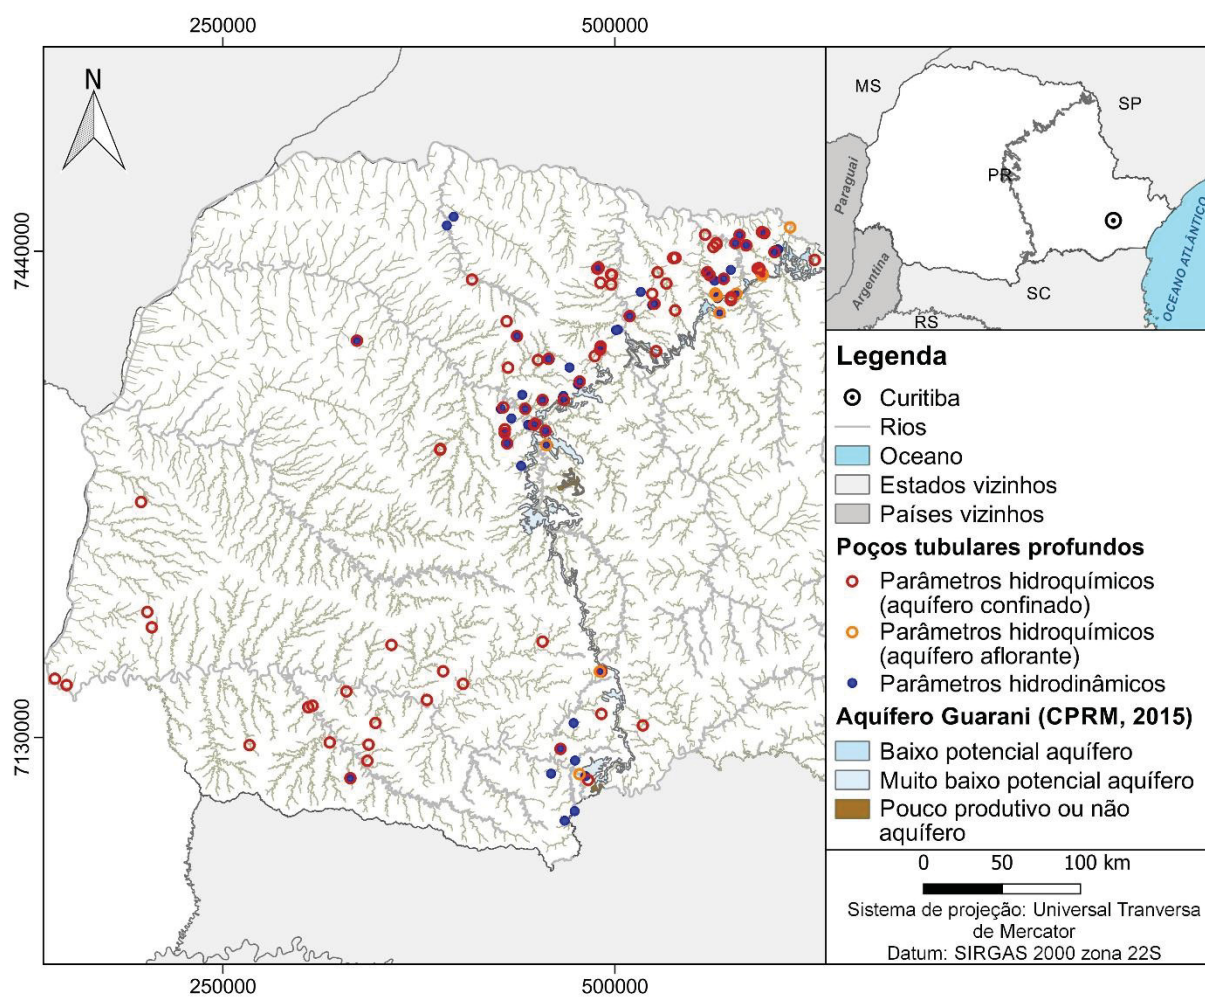 250000
500000
N
7440000
7130000
250000
500000
MS
SP
Paraguai
PR
Argentina
SC
RS
OCEANO ATLÂNTICO
Legenda
Curitiba
Rios
Oceano
Estados vizinhos
Países vizinhos
Poços tubulares profundos
Parâmetros hidroquímicos
(aquífero confinado)
Parâmetros hidroquímicos
(aquífero aflorante)
Parâmetros hidrodinâmicos
Aquífero Guarani (CPRM, 2015)
Baixo potencial aquífero
Muito baixo potencial aquífero
Pouco produtivo ou não
aquífero
0 50 100 km
Sistema de projeção: Universal Tranversa
de Mercator
Datum: SIRGAS 2000 zona 22S